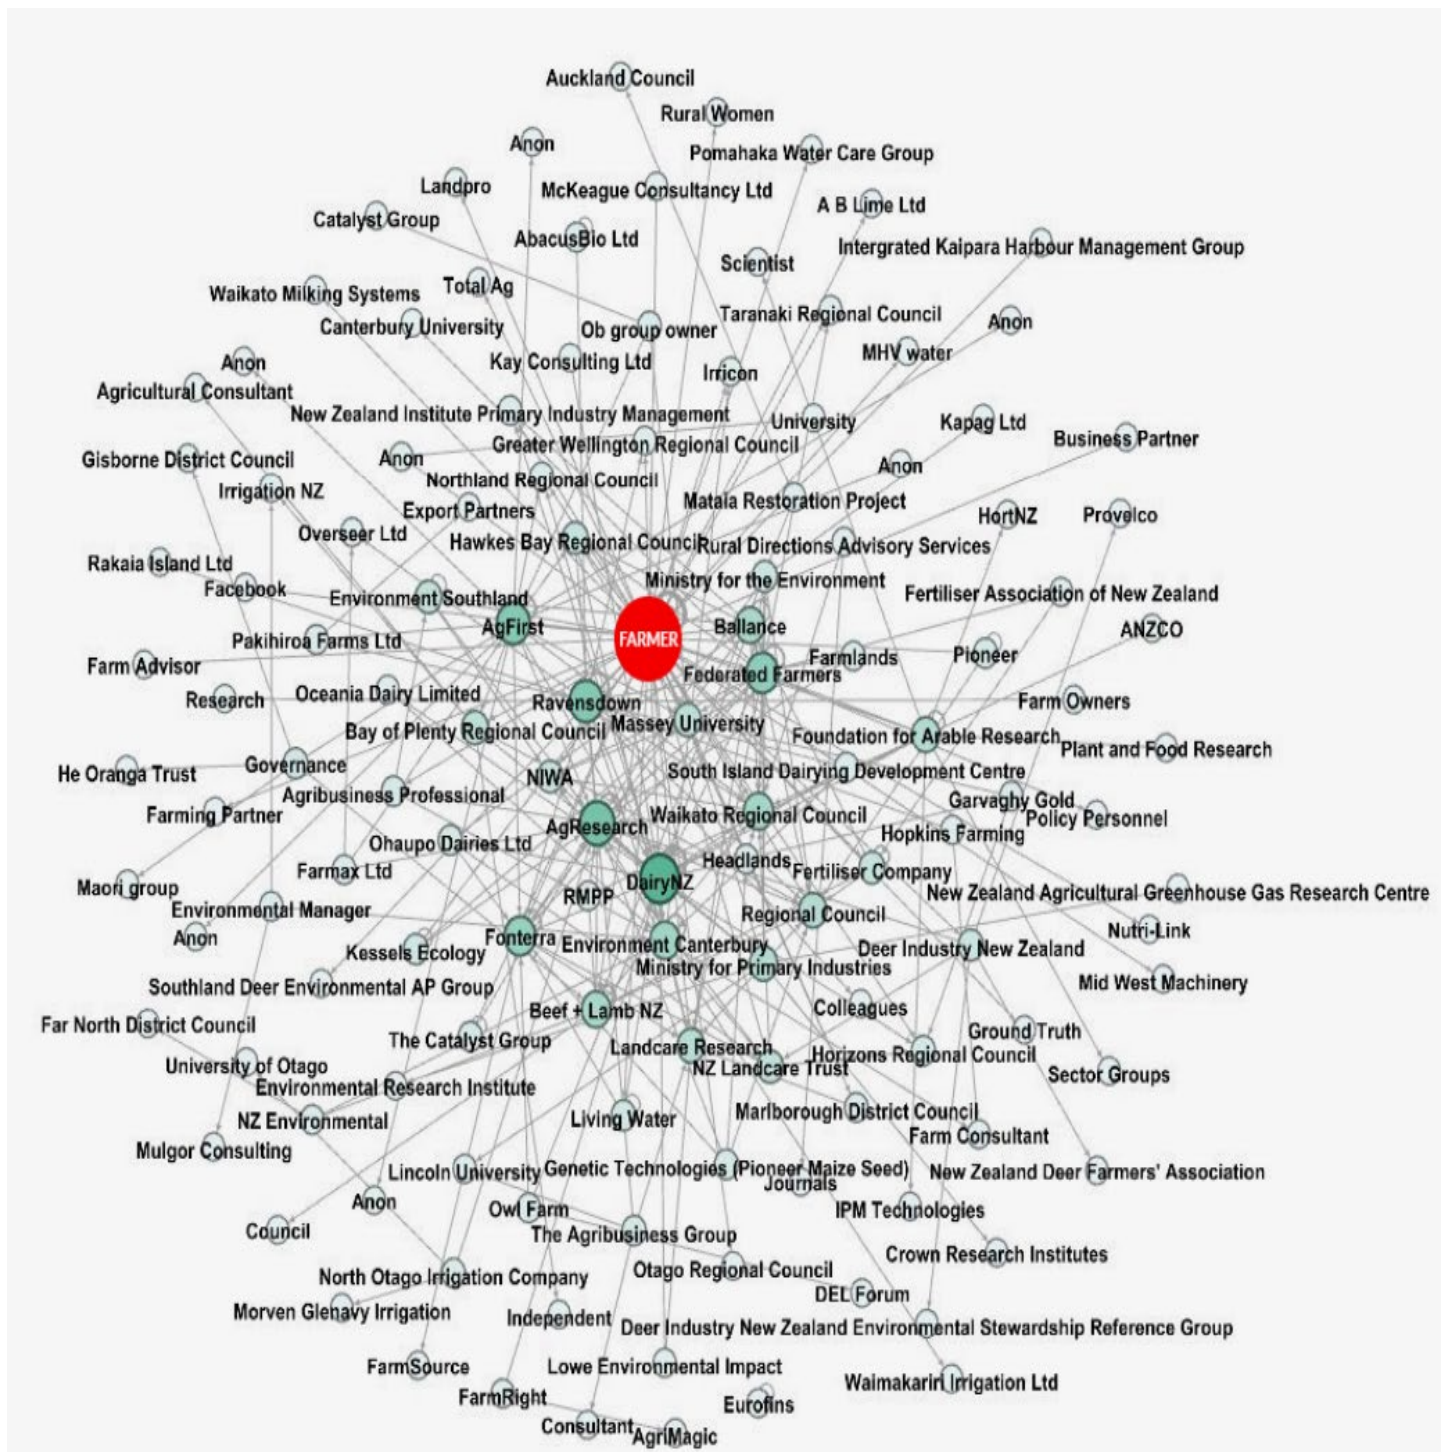 Auckland Council
Rural Women
Anon
Pomahaka Water Care Group
Landpro
McKeague Consultancy Ltd
A B Lime Ltd
Catalyst Group
AbacusBio Ltd
Intergrated Kaipara Harbour Management Group
Scientist
Total Ag
Waikato Milking Systems
Taranaki Regional Council
Anon
Canterbury University
Ob group owner
MHV water
Kay Consulting Ltd
Anon
Irricon
Agricultural Consultant
New Zealand Institute Primary Industry Management
University
Kapag Ltd
Business Partner
Greater Wellington Regional Council
Gisborne District Council
Anon
Anon
Northland Regional Council
Irrigation NZ
Mataia Restoration Project
Export Partners
HortNZ
Provelco
Overseer Ltd
Hawkes Bay Regional Council
Rural Directions Advisory Services
Rakaia Island Ltd
Facebook
Ministry for the Environment
Fertiliser Association of New Zealand
Environment Southland
AgFirst
Ballance
ANZCO
FARMER
Pakihiroa Farms Ltd
Farmlands
Pioneer
Farm Advisor
Federated Farmers
Research
Oceania Dairy Limited
Ravensdown
Farm Owners
Massey University
Bay of Plenty Regional Council
Foundation for Arable Research
Plant and Food Research
He Oranga Trust
Governance
NIWA
South Island Dairying Development Centre
Agribusiness Professional
Garvaghy Gold
Farming Partner
Waikato Regional Council
Policy Personnel
AgResearch
Hopkins Farming
Ohaupo Dairies Ltd
Headlands
Farmax Ltd
Fertiliser Company
DairyNZ
Maori group
RMPP
New Zealand Agricultural Greenhouse Gas Research Centre
Environmental Manager
Regional Council
Nutri-Link
Anon
Fonterra
Environment Canterbury
Deer Industry New Zealand
Kessels Ecology
Ministry for Primary Industries
Mid West Machinery
Southland Deer Environmental AP Group
Colleagues
Beef + Lamb NZ
Far North District Council
Ground Truth
The Catalyst Group
Landcare Research
Horizons Regional Council
University of Otago
NZ Landcare Trust
Sector Groups
Environmental Research Institute
Living Water
Marlborough District Council
NZ Environmental
Farm Consultant
Mulgor Consulting
Lincoln University
Genetic Technologies (Pioneer Maize Seed)
New Zealand Deer Farmers' Association
Journals
Anon
Owl Farm
IPM Technologies
Council
The Agribusiness Group
Crown Research Institutes
Otago Regional Council
North Otago Irrigation Company
DEL Forum
Morven Glenavy Irrigation
Independent
Deer Industry New Zealand Environmental Stewardship Reference Group
FarmSource
Lowe Environmental Impact
Waimakariri Irrigation Ltd
FarmRight
Eurofins
Consultant
AgriMagic